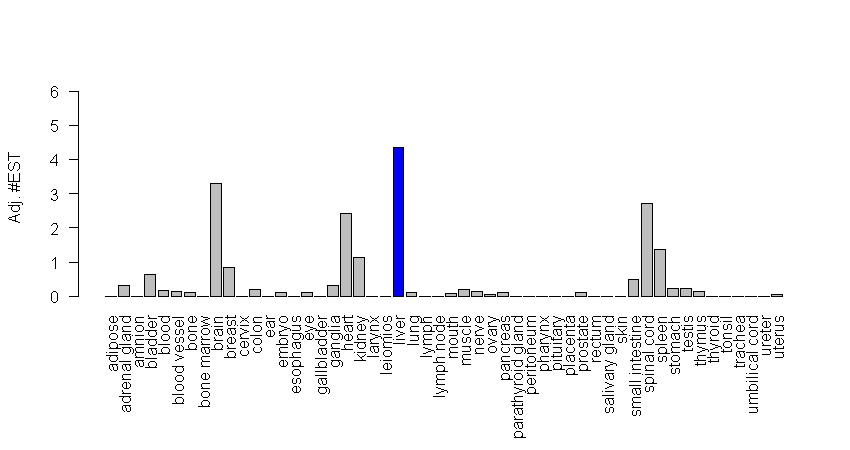 Adj. #EST
6
5
4
3
2
1
0
adipose
adrenal gland
amnion
bladder
blood
blood vessel
bone
bone marrow
brain
breast
cervix
colon
ear
embryo
esophagus
eye
gallbladder
ganglia
heart
kidney
larynx
leiomios
liver
lung
lymph
lymph node
mouth
muscle
nerve
ovary
pancreas
parathyroid gland
peritoneum
pharynx
pituitary
placenta
prostate
rectum
salivary gland
skin
small intestine
spinal cord
spleen
stomach
testis
thymus
thyroid
tonsil
trachea
umbilical cord
ureter
uterus